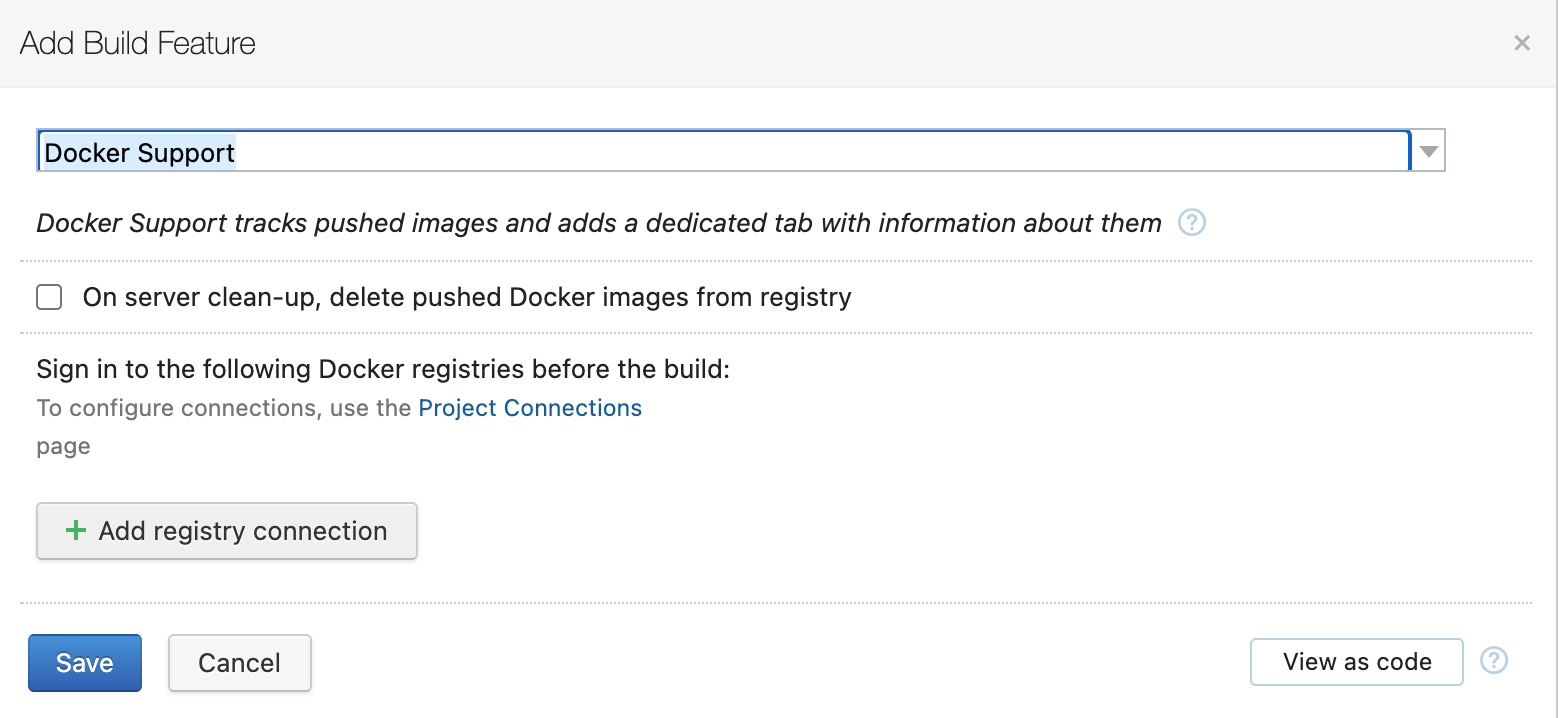 Add Build Feature
Docker Support
Docker Support tracks pushed images and adds a dedicated tab with information about them
On server clean-up, delete pushed Docker images from registry
Sign in to the following Docker registries before the build:
To configure connections, use the Project Connections
page
Add registry connection
Save
Cancel
View as code